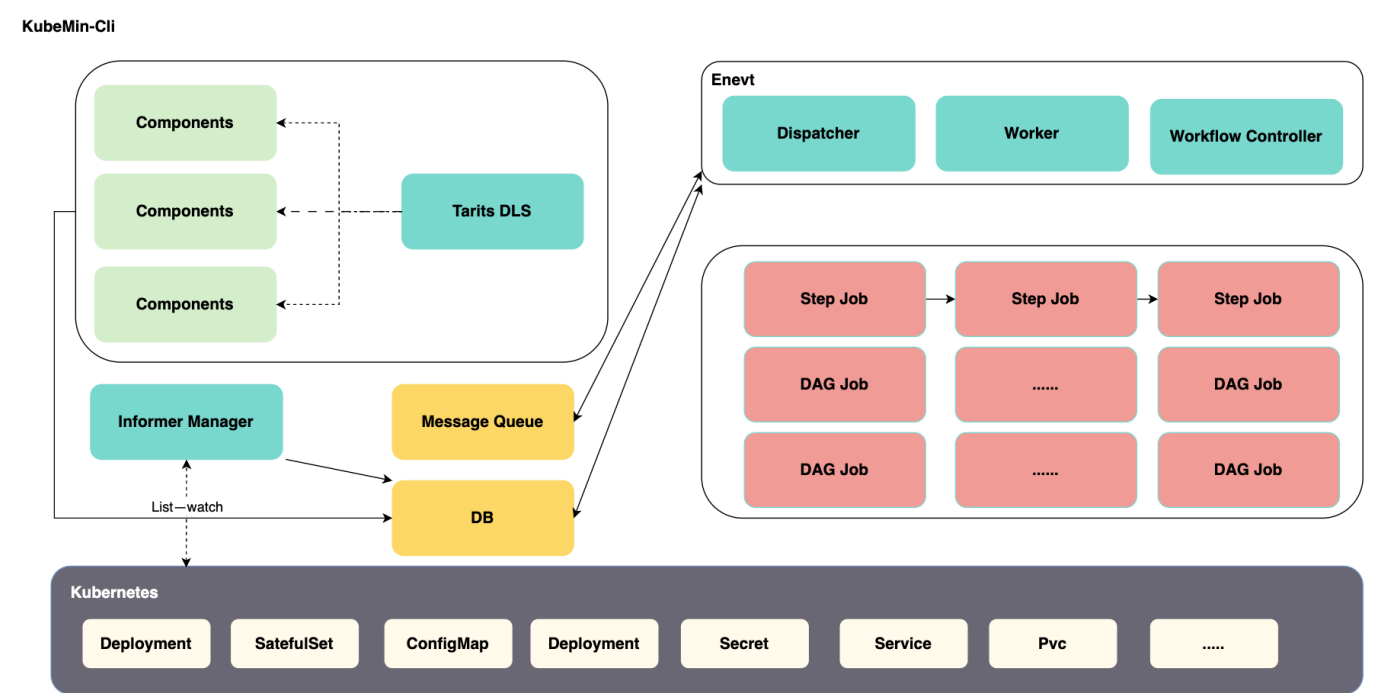 KubeMin-Cli
Components
Components
Components
Tarits DLS
Enevt
Dispatcher
Worker
Workflow Controller
Step Job
Step Job
Step Job
DAG Job
......
DAG Job
DAG Job
......
DAG Job
Informer Manager
Message Queue
List—watch
DB
Kubernetes
Deployment
SatefulSet
ConfigMap
Deployment
Secret
Service
Pvc
.....